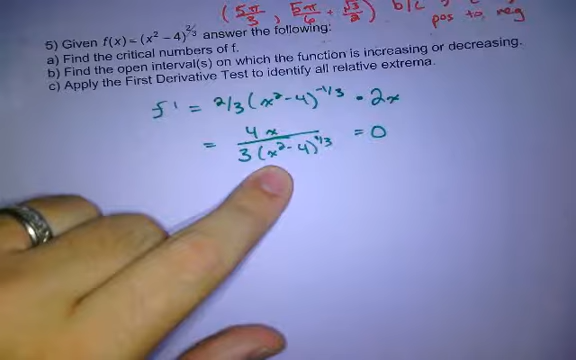 (5π/3, 5π/6 + √3/2) b/c
pos to neg
5) Given f(x) = (x² - 4)^2/3 answer the following:
a) Find the critical numbers of f.
b) Find the open interval(s) on which the function is increasing or decreasing.
c) Apply the First Derivative Test to identify all relative extrema.
f' = 2/3 (x² - 4)^-1/3 · 2x
= 4x / 3(x² - 4)^1/3 = 0